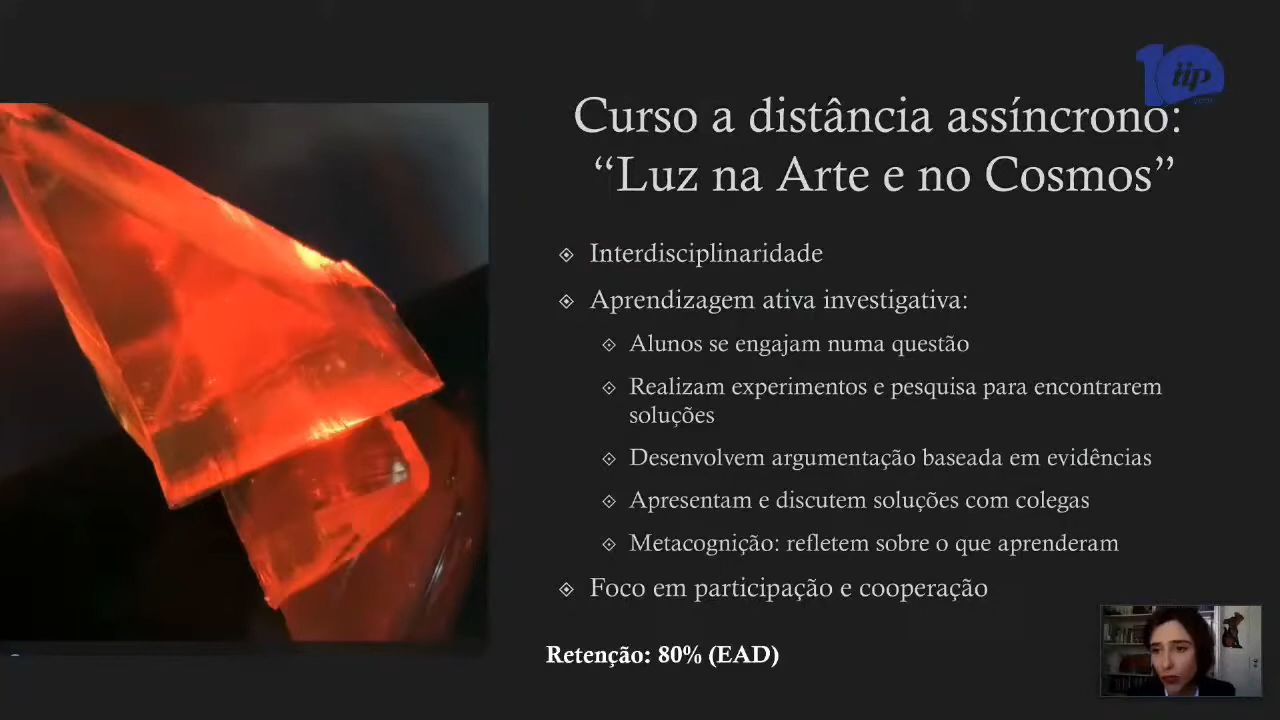 10
iip
Curso a distância assíncrono:
“Luz na Arte e no Cosmos”
Interdisciplinaridade
Aprendizagem ativa investigativa:
Alunos se engajam numa questão
Realizam experimentos e pesquisa para encontrarem
soluções
Desenvolvem argumentação baseada em evidências
Apresentam e discutem soluções com colegas
Metacognição: refletem sobre o que aprenderam
Foco em participação e cooperação
Retenção: 80% (EAD)